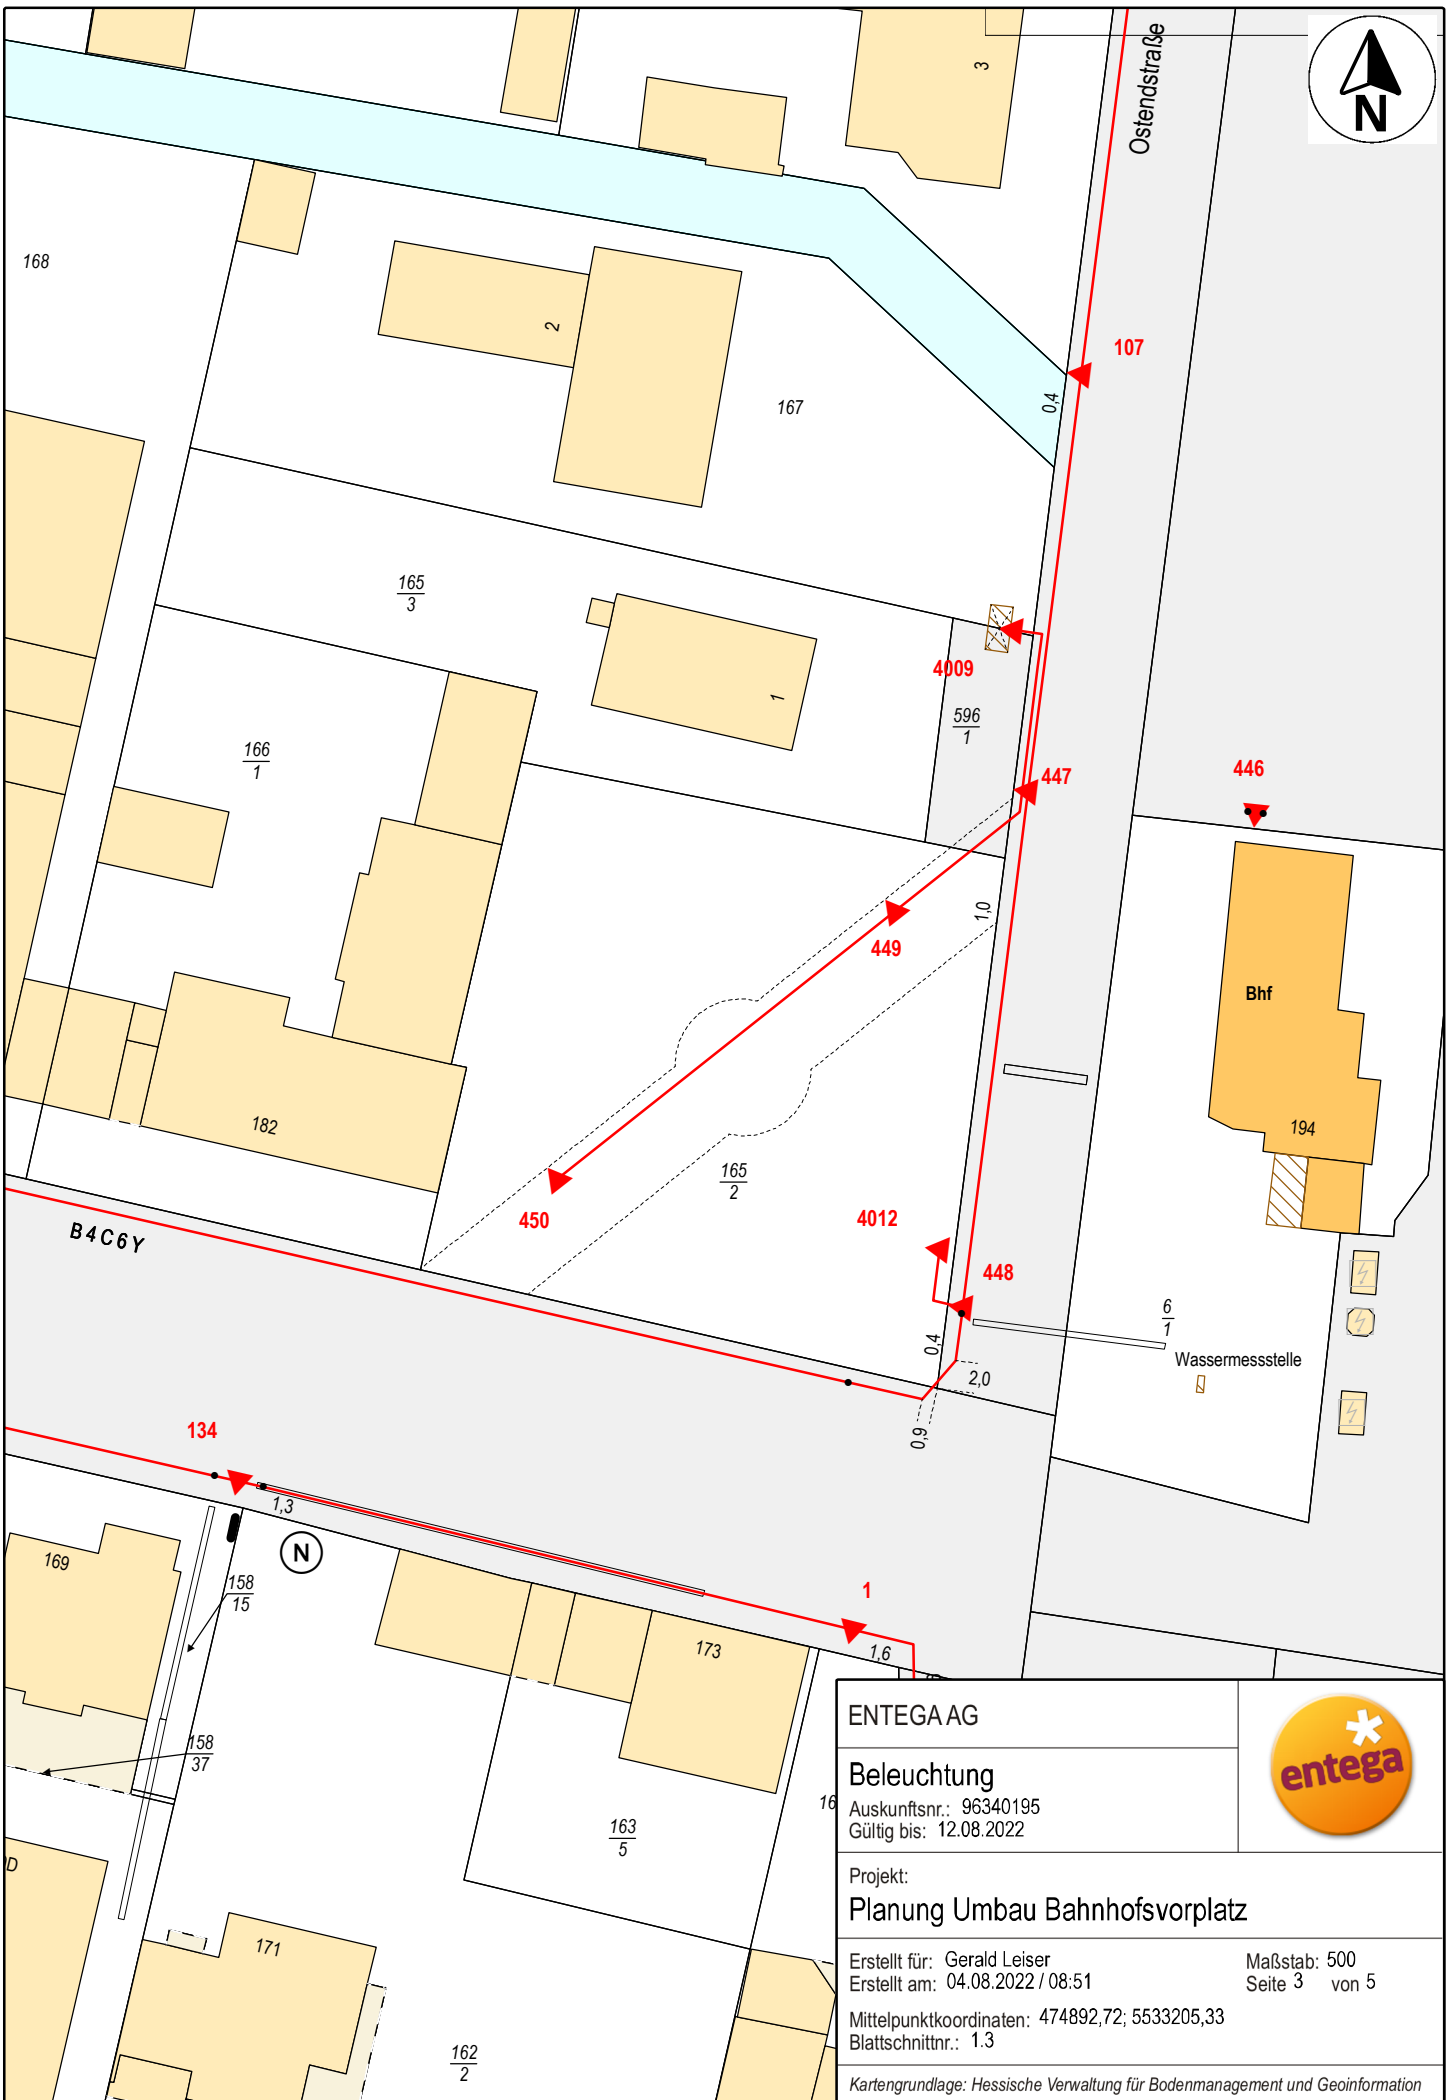 3
Ostendstraße
N
168
2
107
0,4
167
165
3
1
4009
596
1
166
1
447
446
1,0
449
Bhf
194
182
165
2
450
4012
448
B4C6Y
6
1
0,4
Wassermessstelle
2,0
0,9
134
1,3
N
169
158
15
1
1,6
173
158
37
163
5
16
171
162
2
ENTEGA AG
entega
Beleuchtung
Auskunftsnr.: 96340195
Gültig bis: 12.08.2022
Projekt:
Planung Umbau Bahnhofsvorplatz
Erstellt für: Gerald Leiser
Maßstab: 500
Erstellt am: 04.08.2022 / 08:51
Seite 3 von 5
Mittelpunktkoordinaten: 474892,72; 5533205,33
Blattschnittnr.: 1.3
Kartengrundlage: Hessische Verwaltung für Bodenmanagement und Geoinformation